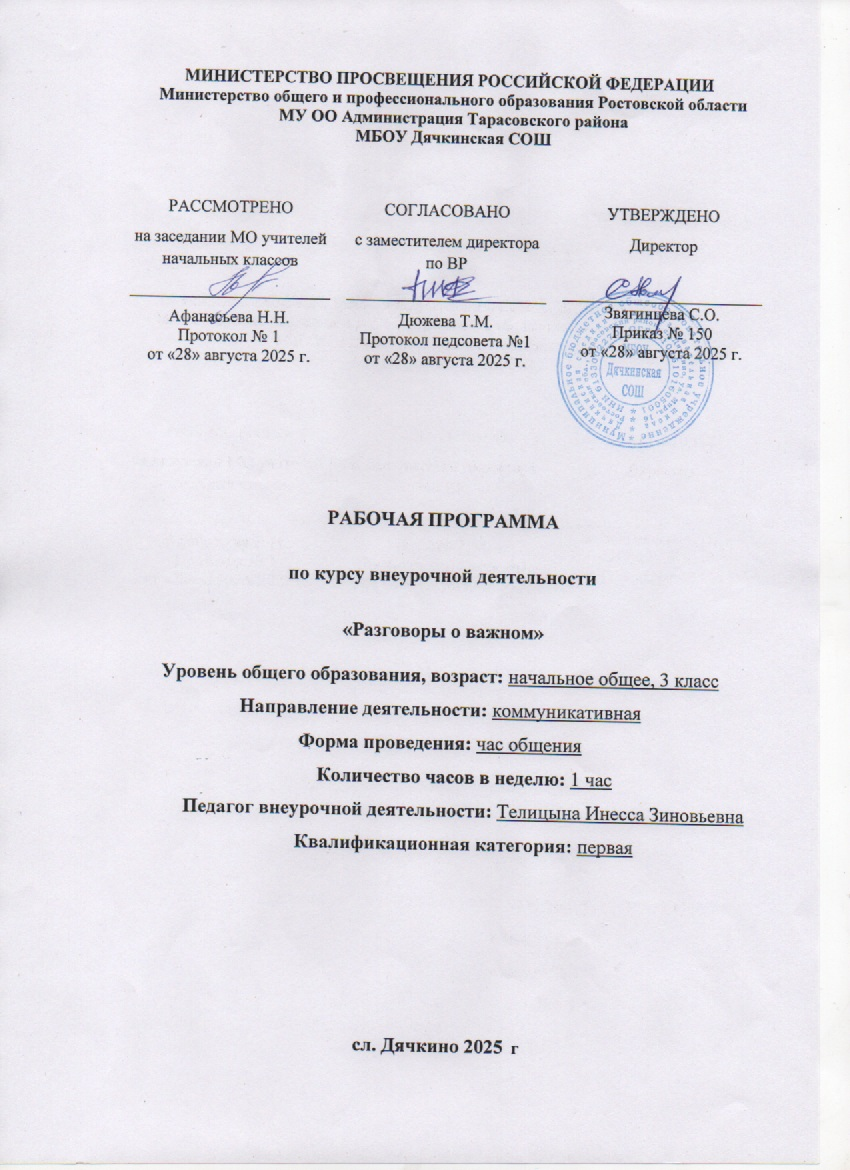 МИНИСТЕРСТВО ПРОСВЕЩЕНИЯ РОССИЙСКОЙ ФЕДЕРАЦИИ
Министерство общего и профессионального образования Ростовской области
МУ ОО Администрация Тарасовского района
МБОУ Дячкинская СОШ
РАССМОТРЕНО
на заседании МО учителей
начальных классов
Афанасьева Н.Н.
Протокол № 1
от «28» августа 2025 г.
СОГЛАСОВАНО
с заместителем директора
по ВР
Дюжева Т.М.
Протокол педсовета №1
от «28» августа 2025 г.
УТВЕРЖДЕНО
Директор
Звягинцева С.О.
Приказ № 150
от «28» августа 2025 г.
Дячкинская
СОШ
РАБОЧАЯ ПРОГРАММА
по курсу внеурочной деятельности
«Разговоры о важном»
Уровень общего образования, возраст: начальное общее, 3 класс
Направление деятельности: коммуникативная
Форма проведения: час общения
Количество часов в неделю: 1 час
Педагог внеурочной деятельности: Телицына Инесса Зиновьевна
Квалификационная категория: первая
сл. Дячкино 2025 г